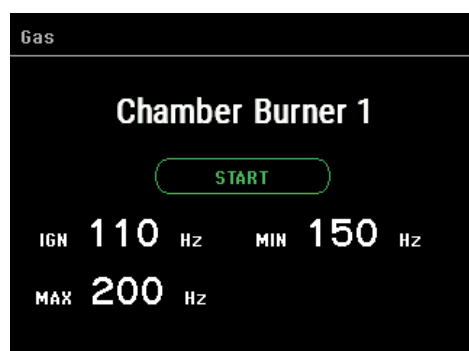 Gas
Chamber Burner 1
START
IGN 110 Hz MIN 150 Hz
MAX 200 Hz